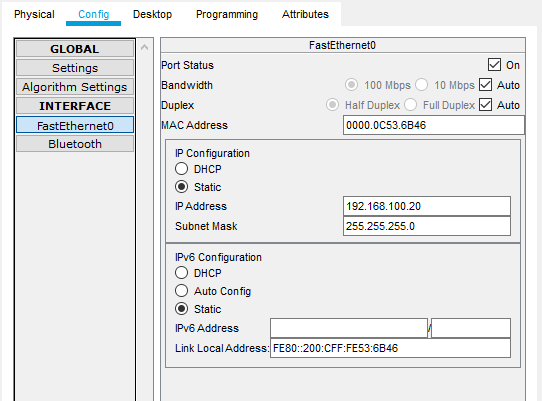 Physical Config Desktop Programming Attributes
GLOBAL
Settings
Algorithm Settings
INTERFACE
FastEthernet0
Bluetooth
FastEthernet0
Port Status On
Bandwidth 100 Mbps 10 Mbps Auto
Duplex Half Duplex Full Duplex Auto
MAC Address 0000.0C53.6B46
IP Configuration
DHCP
Static
IP Address 192.168.100.20
Subnet Mask 255.255.255.0
IPv6 Configuration
DHCP
Auto Config
Static
IPv6 Address /
Link Local Address: FE80::200:CFF:FE53:6B46